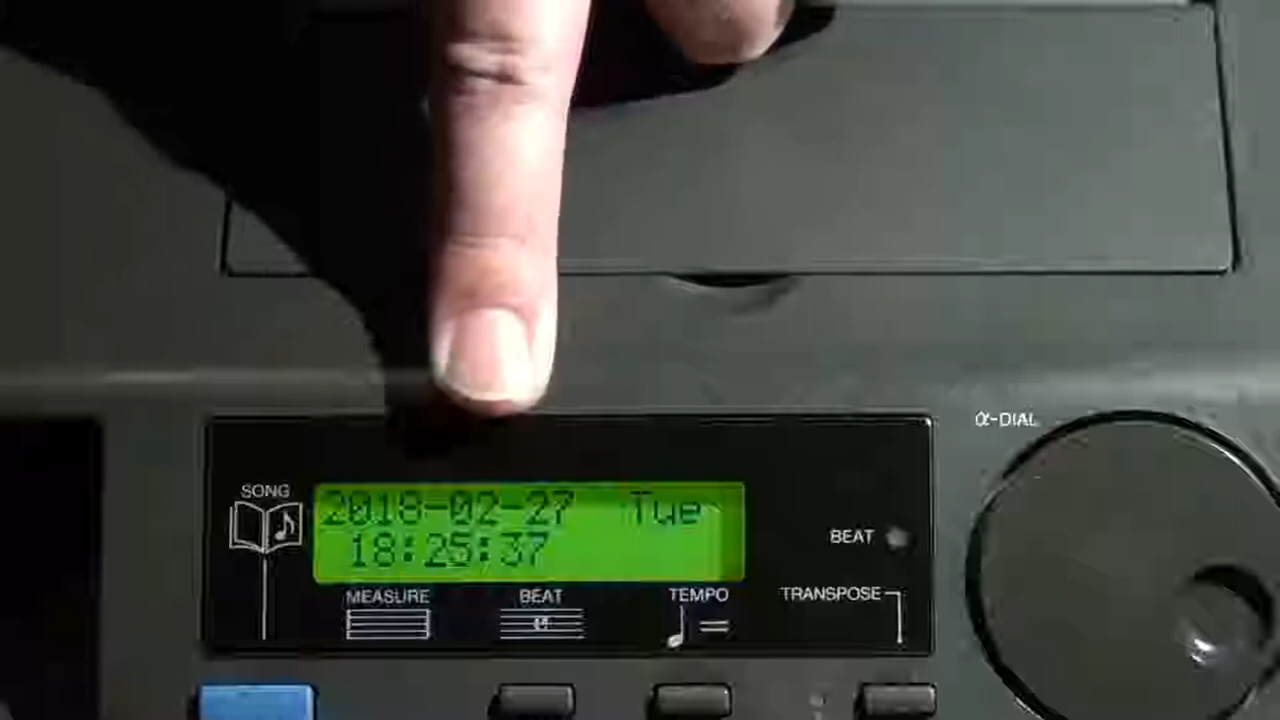 α-DIAL
SONG
2018-02-27 Tue
18:25:37
BEAT
MEASURE
BEAT
TEMPO
TRANSPOSE